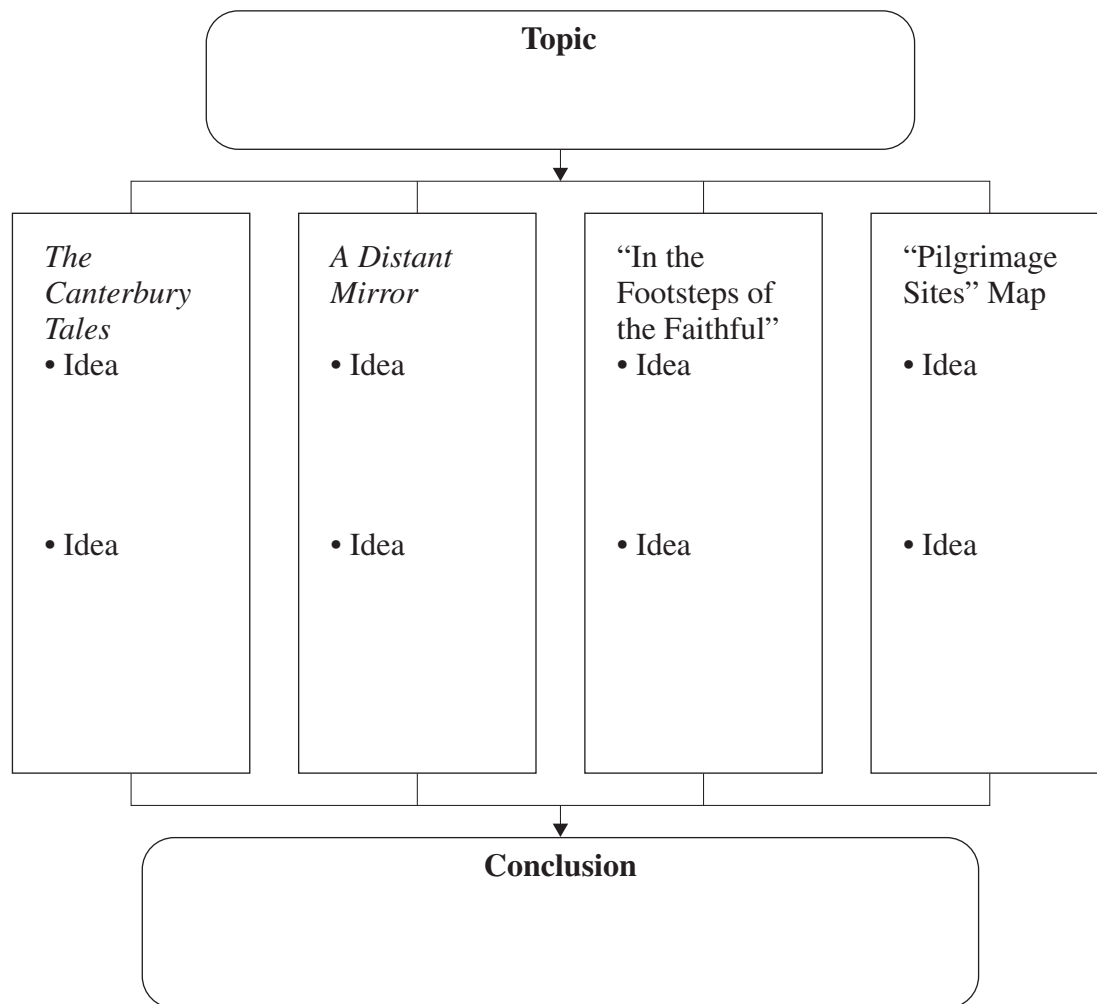 Topic
The
Canterbury
Tales
• Idea
• Idea
A Distant
Mirror
• Idea
• Idea
“In the
Footsteps of
the Faithful”
• Idea
• Idea
“Pilgrimage
Sites” Map
• Idea
• Idea
Conclusion